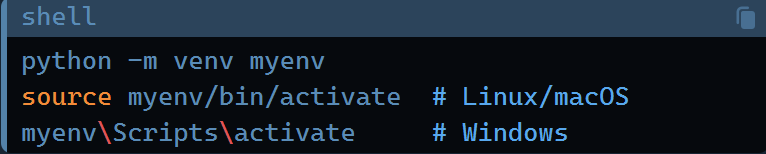 shell
python -m venv myenv
source myenv/bin/activate  # Linux/macOS
myenv\Scripts\activate     # Windows